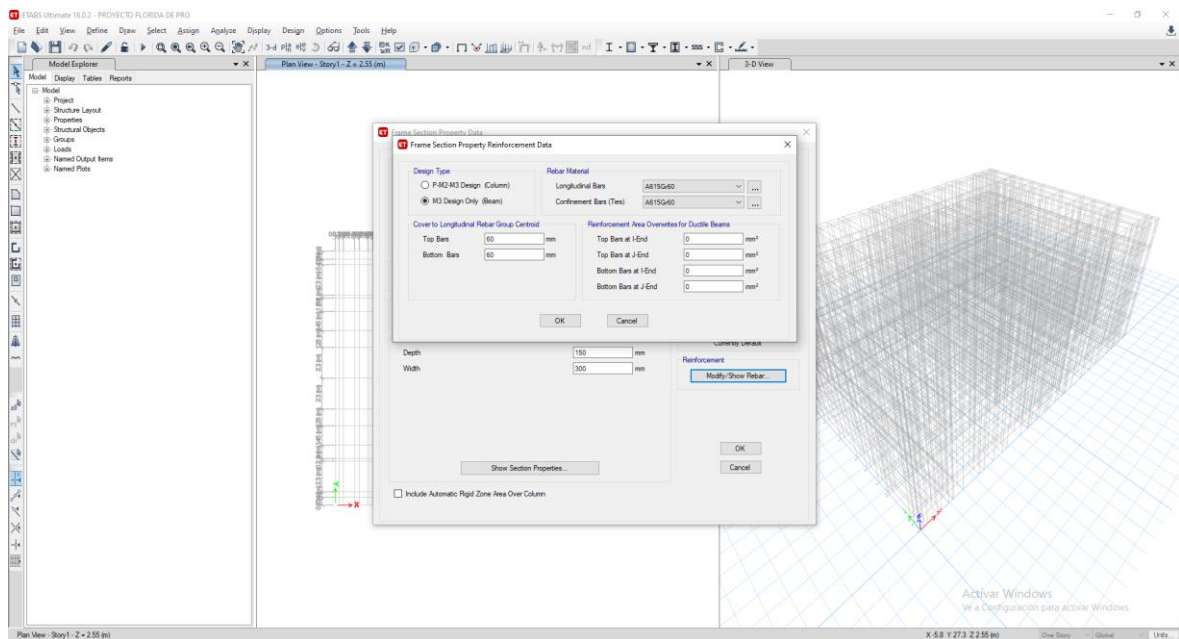 ETABS Ultimate 18.0.2 - PROYECTO FLORIDA DE PRO
File Edit View Define Draw Select Assign Analyze Display Design Options Tools Help
3-d
nd
Model Explorer
Plan View - Story1 - Z = 2.55 (m)
3-D View
Model Display Tables Reports
Model
Project
Structure Layout
Properties
Structural Objects
Groups
Loads
Named Output Items
Named Plots
Frame Section Property Data
Frame Section Property Reinforcement Data
Design Type
P-M2-M3 Design (Column)
M3 Design Only (Beam)
Rebar Material
Longitudinal Bars A615Gr60 ...
Confinement Bars (Ties) A615Gr60 ...
Cover to Longitudinal Rebar Group Centroid
Top Bars 60 mm
Bottom Bars 60 mm
Reinforcement Area Overwrites for Ductile Beams
Top Bars at I-End 0 mm²
Top Bars at J-End 0 mm²
Bottom Bars at I-End 0 mm²
Bottom Bars at J-End 0 mm²
OK Cancel
Currently Default
Depth 150 mm
Width 300 mm
Reinforcement
Modify/Show Rebar...
OK
Cancel
Show Section Properties...
Include Automatic Rigid Zone Area Over Column
Y
X
Activar Windows
Ve a Configuración para activar Windows.
Plan View - Story1 - Z = 2.55 (m)
X -5.8 Y 27.3 Z 2.55 (m) One Story Global Units...